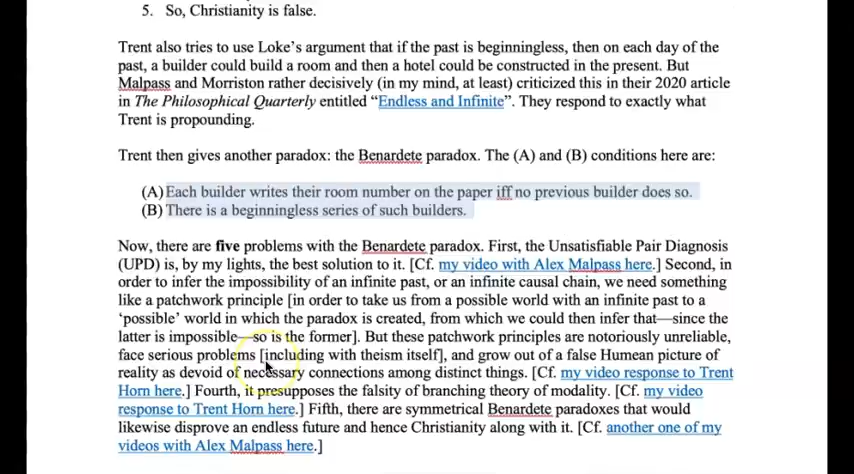 5. So, Christianity is false.
Trent also tries to use Loke's argument that if the past is beginningless, then on each day of the
past, a builder could build a room and then a hotel could be constructed in the present. But
Malpass and Morriston rather decisively (in my mind, at least) criticized this in their 2020 article
in The Philosophical Quarterly entitled “Endless and Infinite”. They respond to exactly what
Trent is propounding.
Trent then gives another paradox: the Benardete paradox. The (A) and (B) conditions here are:
(A) Each builder writes their room number on the paper iff no previous builder does so.
(B) There is a beginningless series of such builders.
Now, there are five problems with the Benardete paradox. First, the Unsatisfiable Pair Diagnosis
(UPD) is, by my lights, the best solution to it. [Cf. my video with Alex Malpass here.] Second, in
order to infer the impossibility of an infinite past, or an infinite causal chain, we need something
like a patchwork principle [in order to take us from a possible world with an infinite past to a
‘possible’ world in which the paradox is created, from which we could then infer that—since the
latter is impossible—so is the former]. But these patchwork principles are notoriously unreliable,
face serious problems [including with theism itself], and grow out of a false Humean picture of
reality as devoid of necessary connections among distinct things. [Cf. my video response to Trent
Horn here.] Fourth, it presupposes the falsity of branching theory of modality. [Cf. my video
response to Trent Horn here.] Fifth, there are symmetrical Benardete paradoxes that would
likewise disprove an endless future and hence Christianity along with it. [Cf. another one of my
videos with Alex Malpass here.]